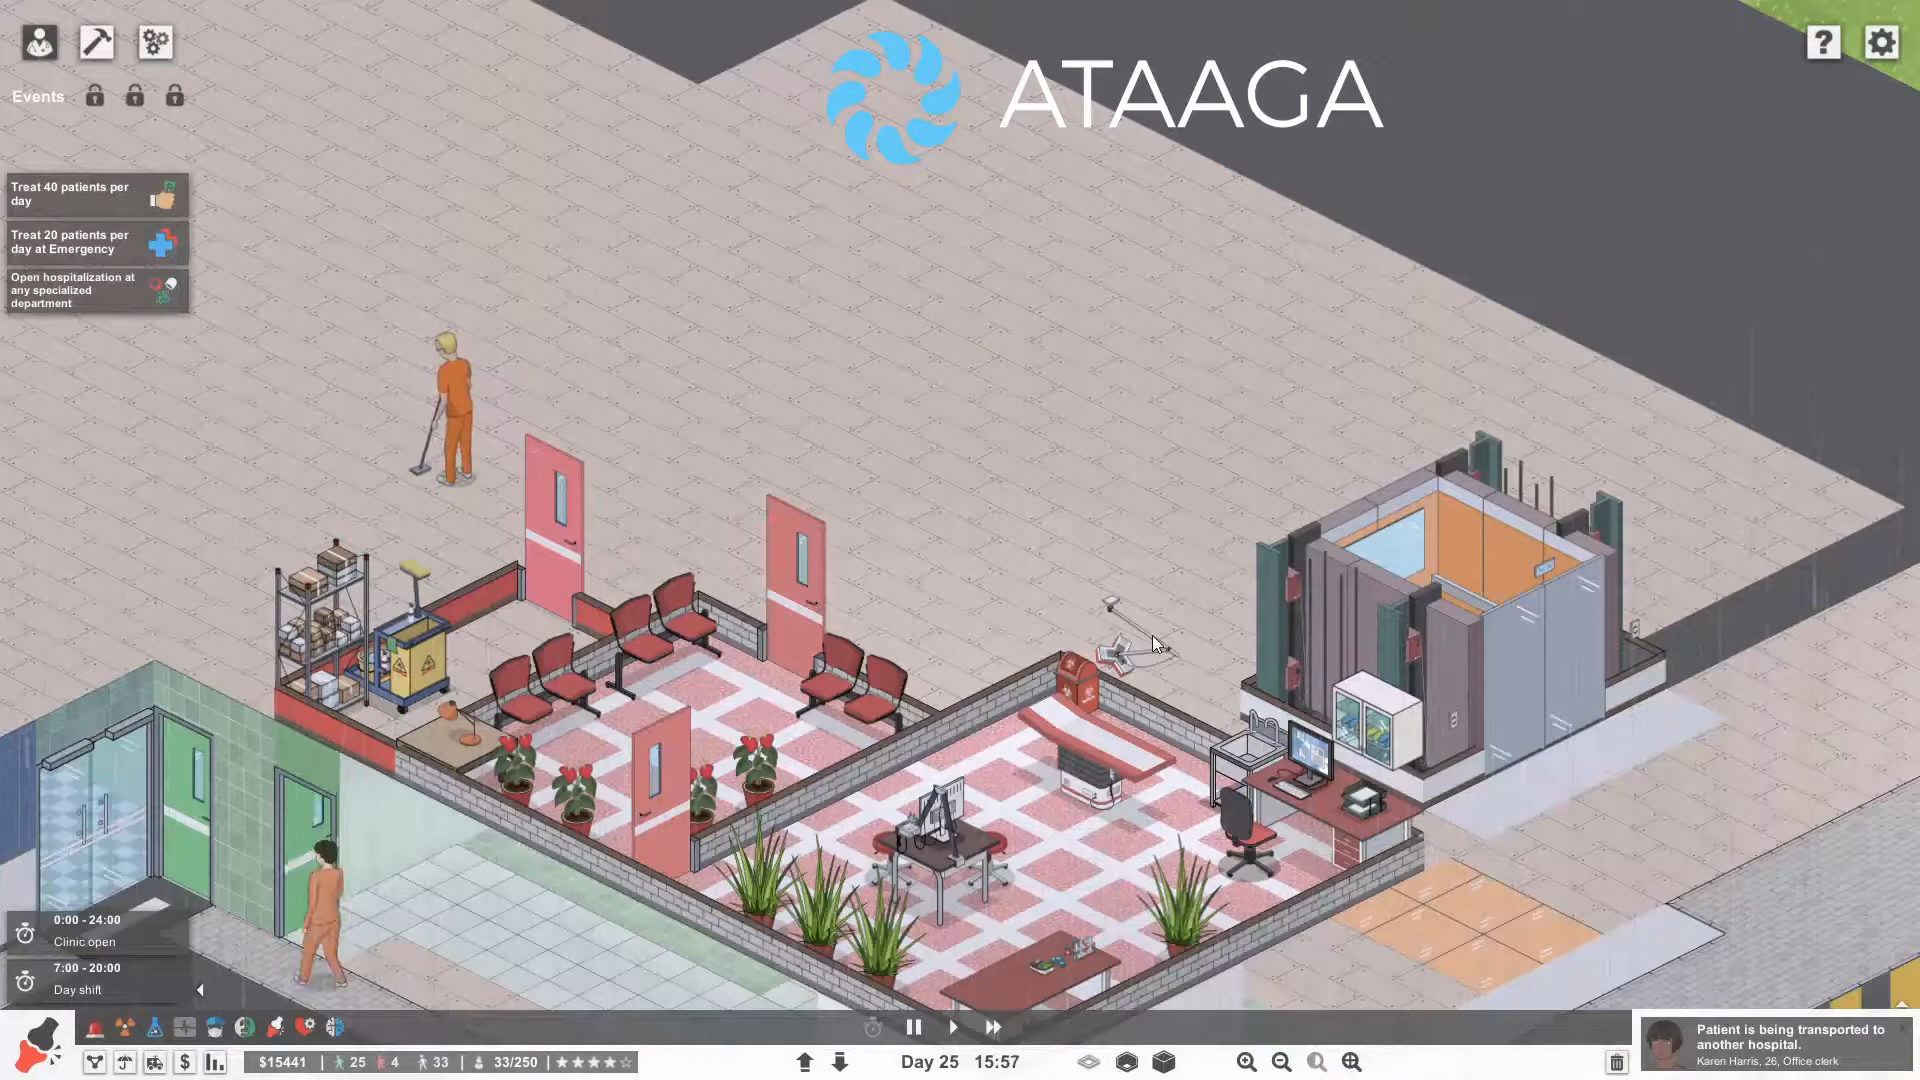 ATAAGA
Events
Treat 40 patients per
day
Treat 20 patients per
day at Emergency
Open hospitalization at
any specialized
department
0:00 - 24:00
Clinic open
7:00 - 20:00
Day shift
$15441 | 25 4 | 33 | 33/250
Day 25 15:57
Patient is being transported to
another hospital.
Karen Harris, 26, Office clerk